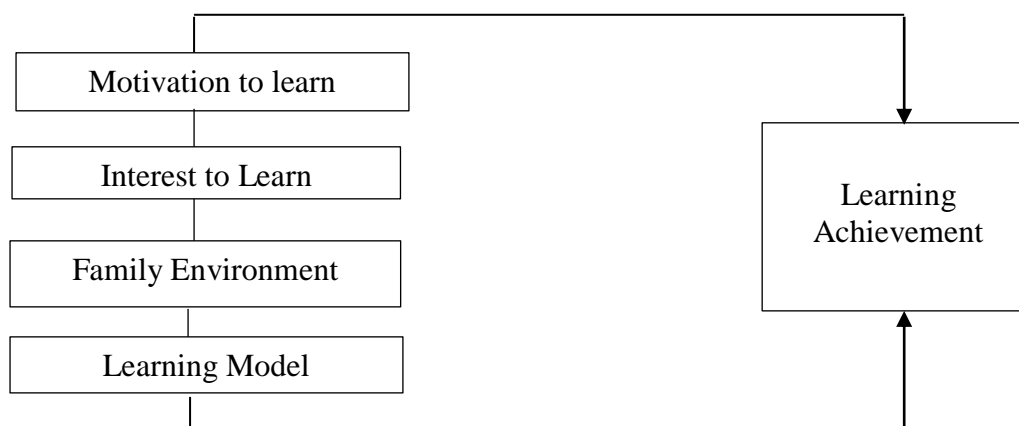 Motivation to learn
Interest to Learn
Family Environment
Learning Model
Learning
Achievement